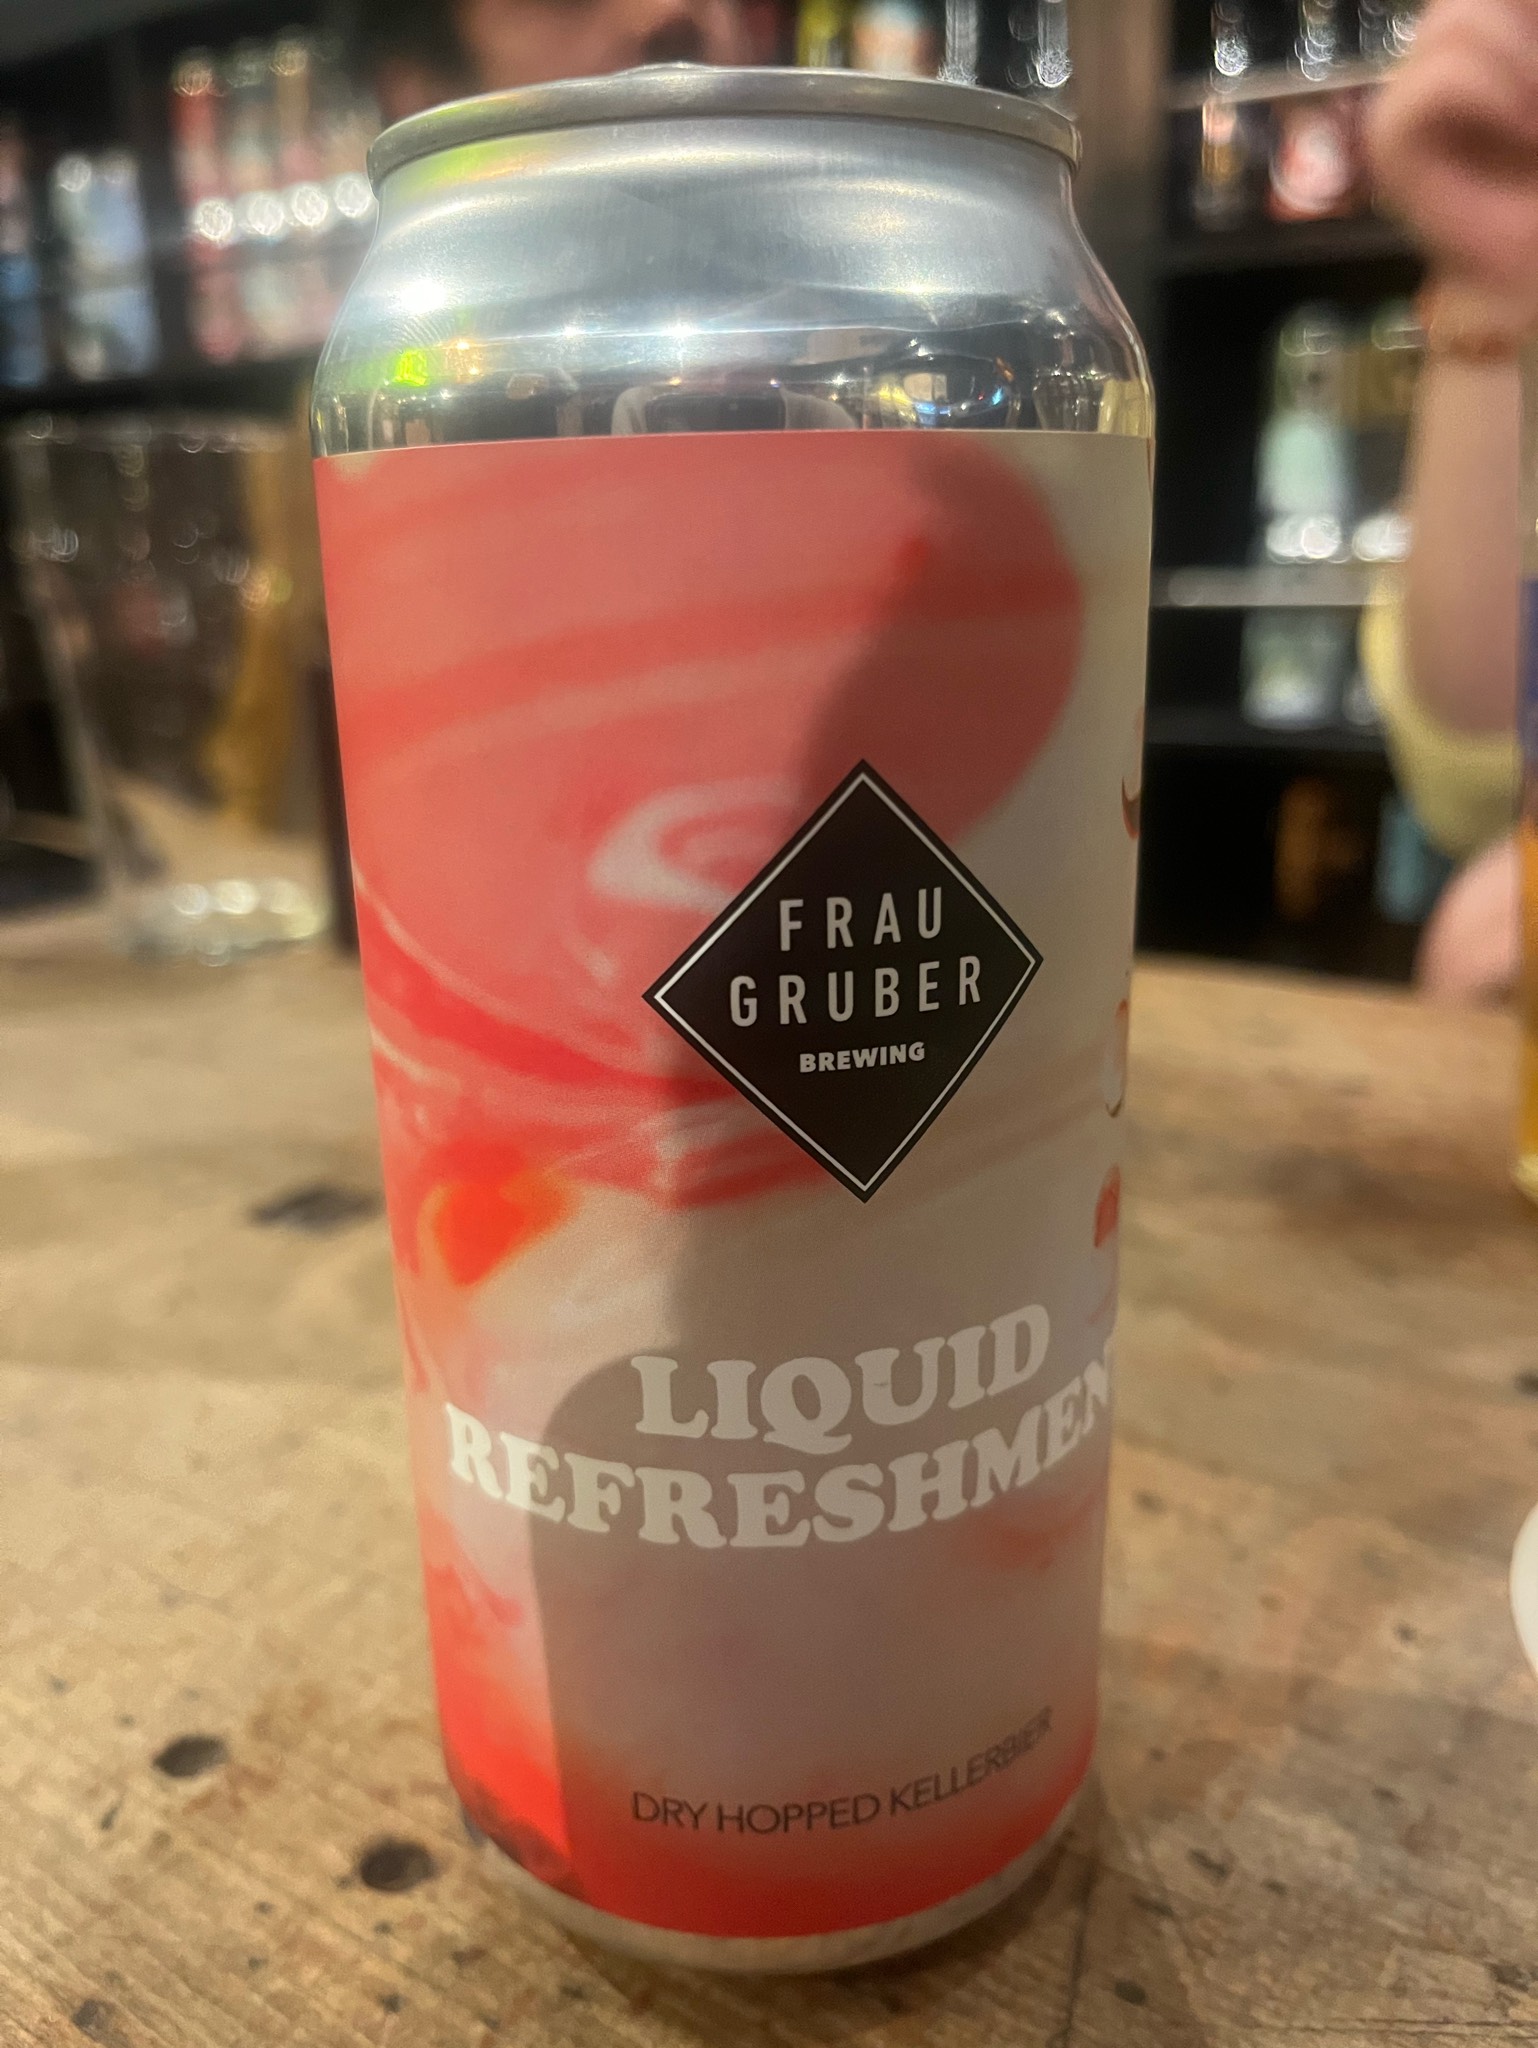 FRAU
GRUBER
BREWING
LIQUID
REFRESHMEN
DRY HOPPED KELLERBIER